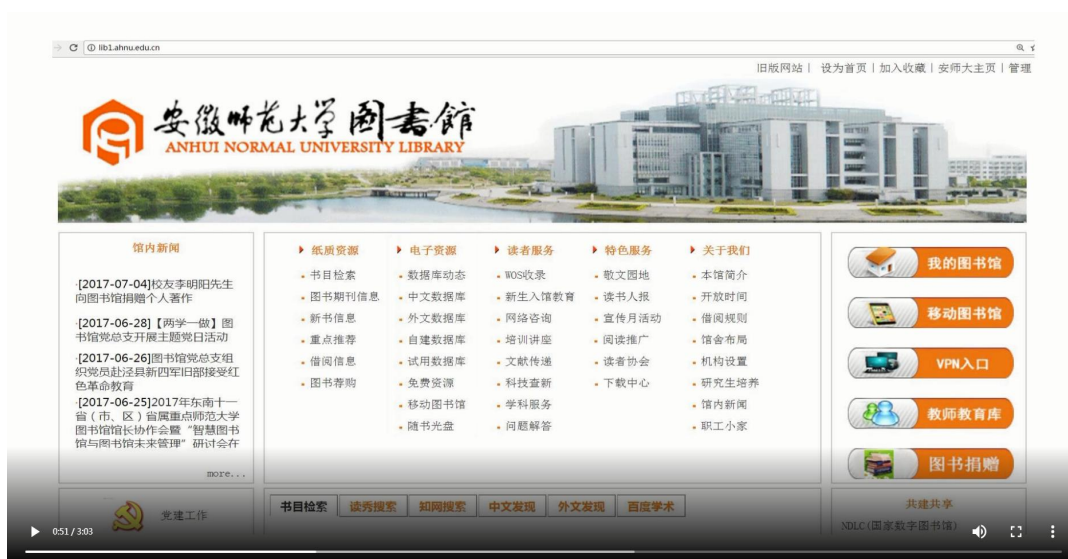 lib1.ahnu.edu.cn
旧版网站 | 设为首页 | 加入收藏 | 安师大主页 | 管理
安徽师范大学图書館
ANHUI NORMAL UNIVERSITY LIBRARY
馆内新闻
·[2017-07-04]校友李明阳先生
向图书馆捐赠个人著作
·[2017-06-28]【两学一做】图
书馆党总支开展主题党日活动
·[2017-06-26]图书馆党总支组
织党员赴泾县新四军旧部接受红
色革命教育
·[2017-06-25]2017年东南十一
省（市、区）省属重点师范大学
图书馆馆长协作会暨“智慧图书
馆与图书馆未来管理”研讨会在
more...
纸质资源
书目检索
图书期刊信息
新书信息
重点推荐
借阅信息
图书荐购
电子资源
数据库动态
中文数据库
外文数据库
自建数据库
试用数据库
免费资源
移动图书馆
随书光盘
读者服务
WOS收录
新生入馆教育
网络咨询
培训讲座
文献传递
科技查新
学科服务
问题解答
特色服务
敬文园地
读书人报
宣传月活动
阅读推广
读者协会
下载中心
关于我们
本馆简介
开放时间
借阅规则
馆舍布局
机构设置
研究生培养
馆内新闻
职工小家
我的图书馆
移动图书馆
VPN入口
教师教育库
图书捐赠
党建工作
书目检索 读秀搜索 知网搜索 中文发现 外文发现 百度学术
共建共享
NDLC(国家数字图书馆)
0:51 / 3:03